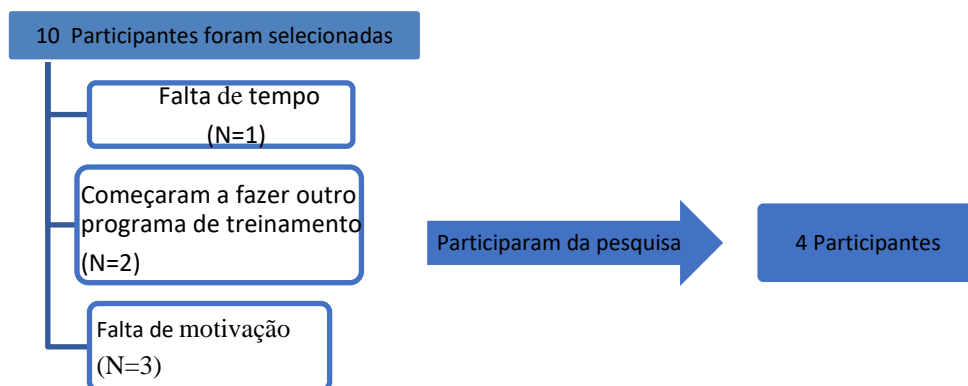 10 Participantes foram selecionadas
Falta de tempo
(N=1)
Começaram a fazer outro
programa de treinamento
(N=2)
Falta de motivação
(N=3)
Participaram da pesquisa
4 Participantes